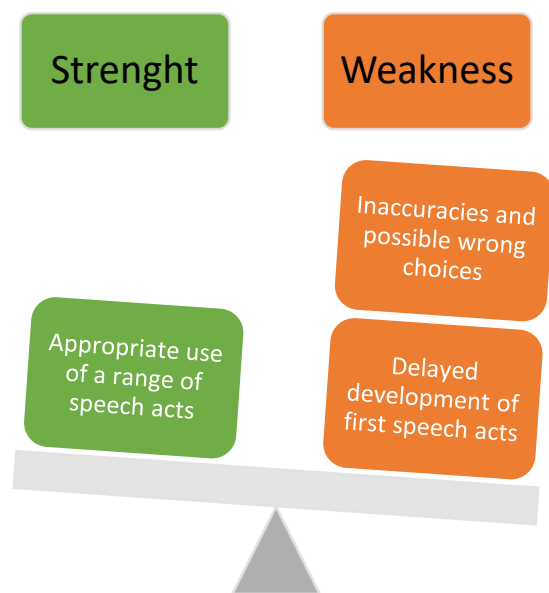 Strenght
Weakness
Inaccuracies and
possible wrong
choices
Appropriate use
of a range of
speech acts
Delayed
development of
first speech acts